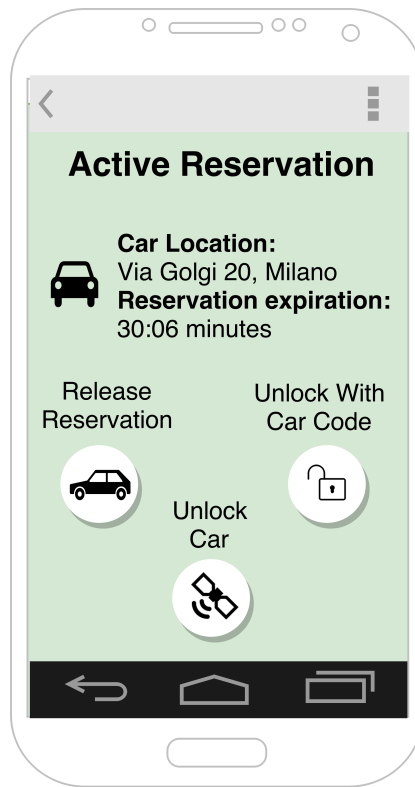 Active Reservation
Car Location:
Via Golgi 20, Milano
Reservation expiration:
30:06 minutes
Release
Reservation
Unlock With
Car Code
Unlock
Car